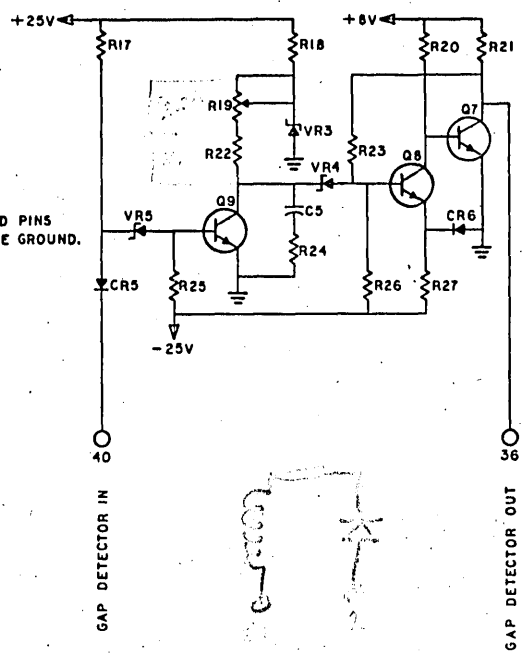 +25V
+8V
R17
R18
R20
R21
R19
VR3
Q7
R23
Q8
R22
VR4
Q9
C5
D PINS
E GROUND.
VR5
CR6
R24
CR5
R25
R26
R27
-25V
40
36
GAP DETECTOR IN
GAP DETECTOR OUT